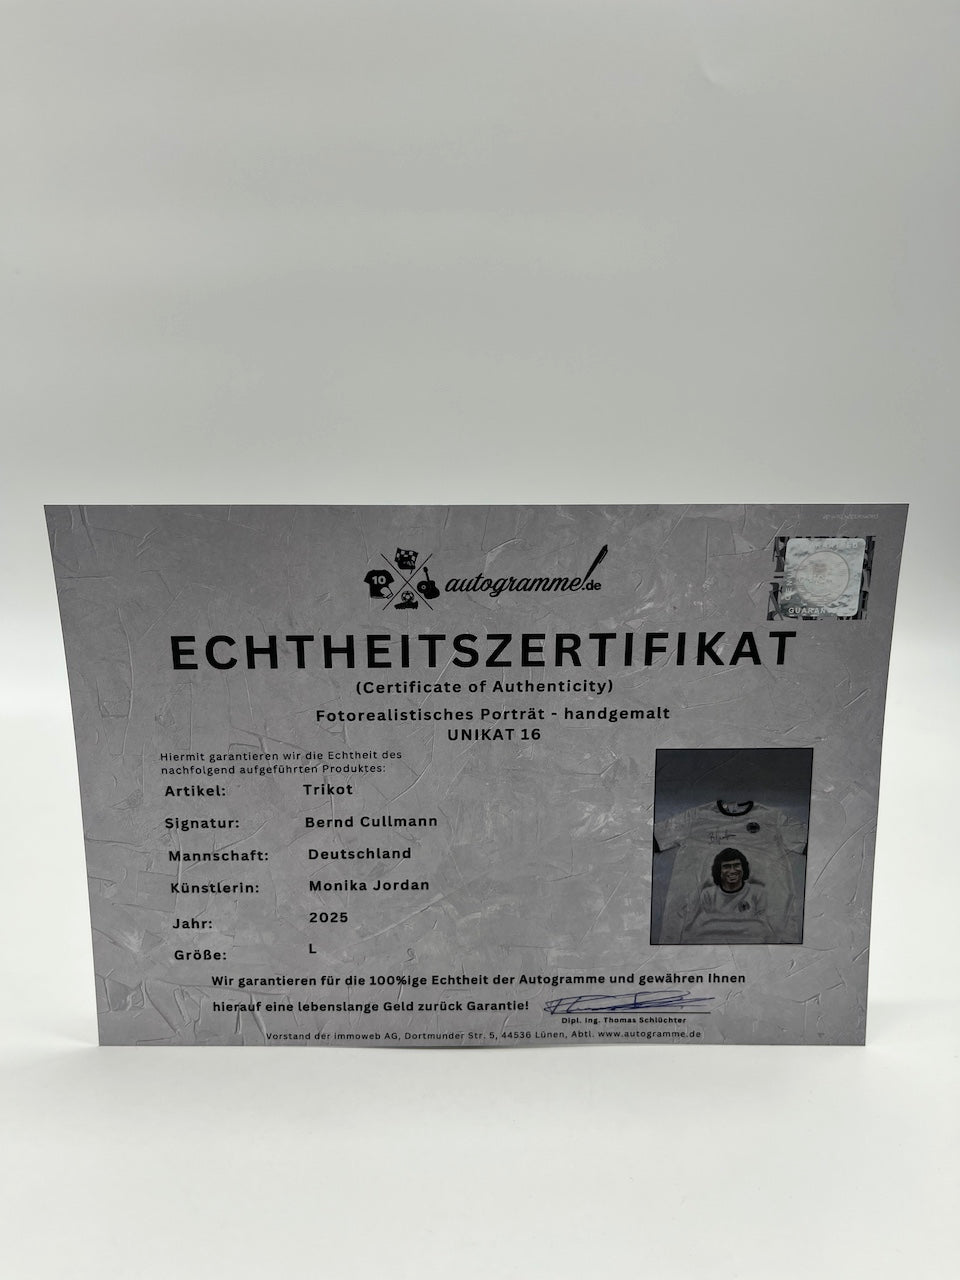 10
autogramme.de
GUARAN
ECHTHEITSZERTIFIKAT
(Certificate of Authenticity)
Fotorealistisches Porträt - handgemalt
UNIKAT 16
Hiermit garantieren wir die Echtheit des
nachfolgend aufgeführten Produktes:
Artikel: Trikot
Signatur: Bernd Cullmann
Mannschaft: Deutschland
Künstlerin: Monika Jordan
Jahr: 2025
Größe: L
Wir garantieren für die 100%ige Echtheit der Autogramme und gewähren Ihnen
hierauf eine lebenslange Geld zurück Garantie!
Dipl. Ing. Thomas Schlüchter
Vorstand der immoweb AG, Dortmunder Str. 5, 44536 Lünen, Abtl. www.autogramme.de